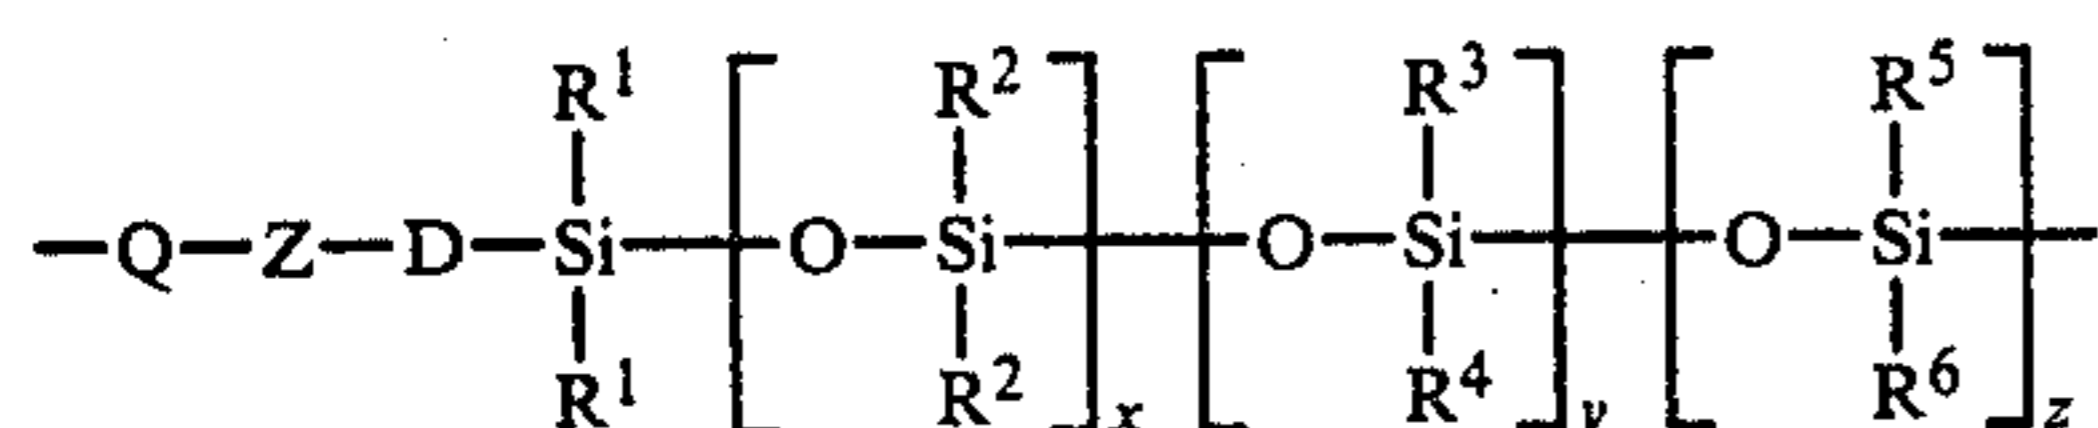 R¹ R² R³ R⁵
—Q—Z—D—Si—[O—Si]—[O—Si]—[O—Si]—
R¹ R² x R⁴ y R⁶ z